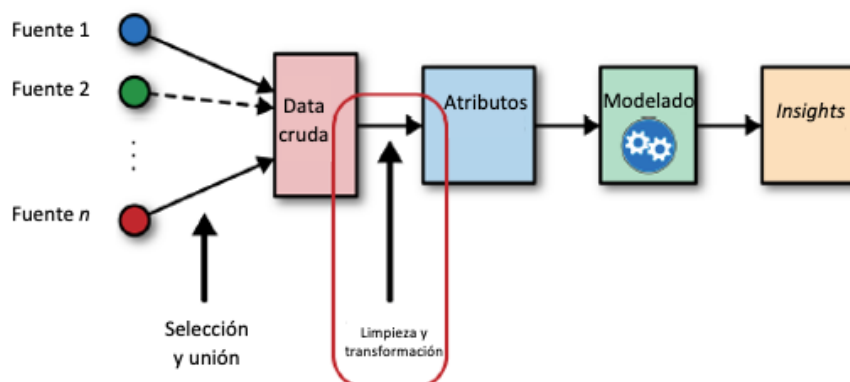 Fuente 1
Fuente 2
Fuente n
Selección
y unión
Data
cruda
Limpieza y
transformación
Atributos
Modelado
Insights